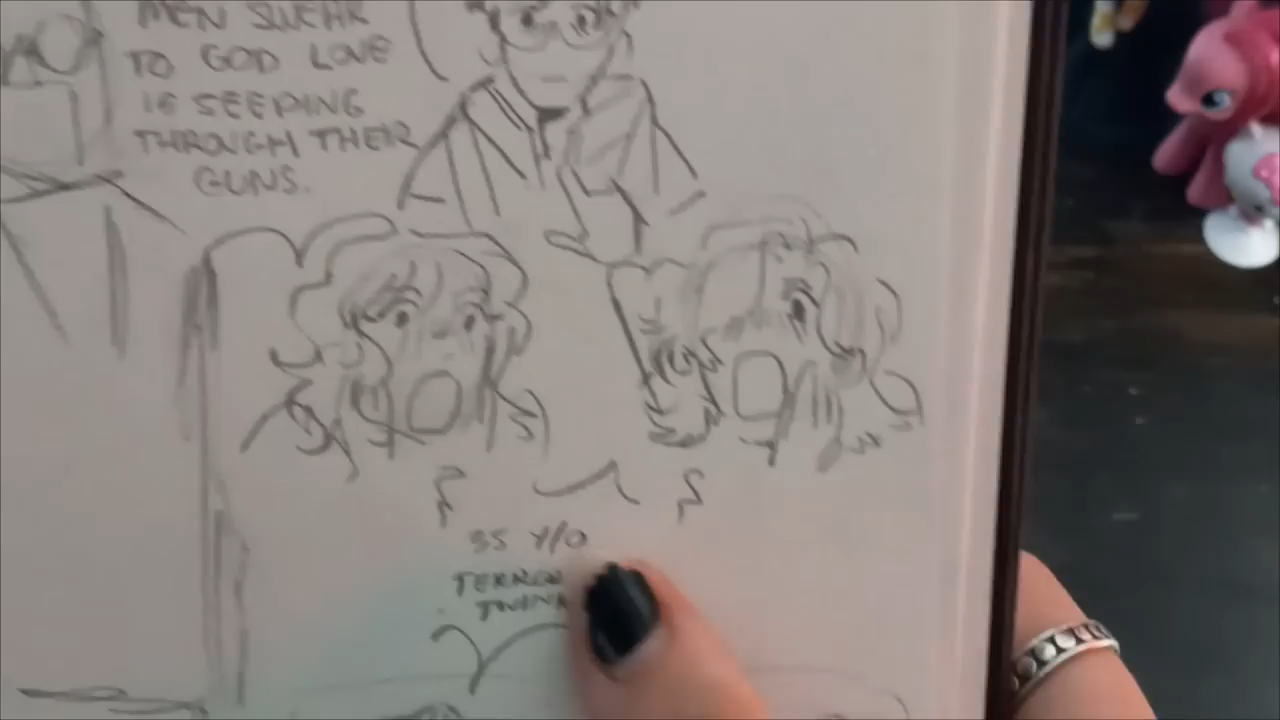 MEN SWEAR
TO GOD LOVE
IS SEEPING
THROUGH THEIR
GUNS.
35 Y/O